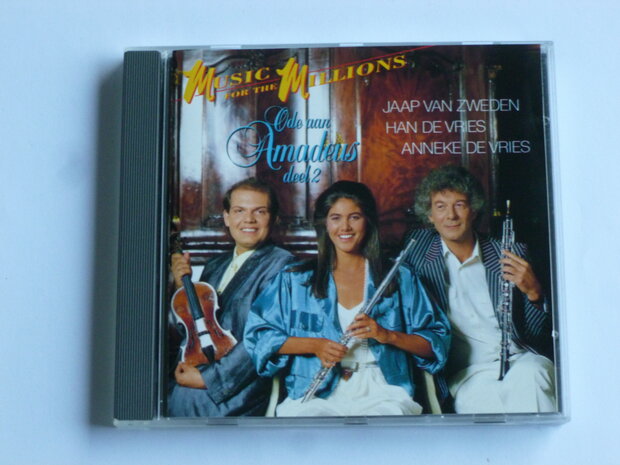 MUSIC
FOR THE MILLIONS
Ode aan
Amadeus
deel 2
JAAP VAN ZWEDEN
HAN DE VRIES
ANNEKE DE VRIES